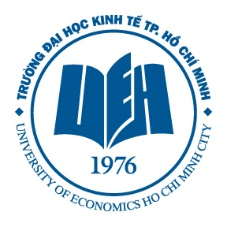 TRƯỜNG ĐẠI HỌC KINH TẾ TP. HỒ CHÍ MINH
UEH
1976
UNIVERSITY OF ECONOMICS HO CHI MINH CITY